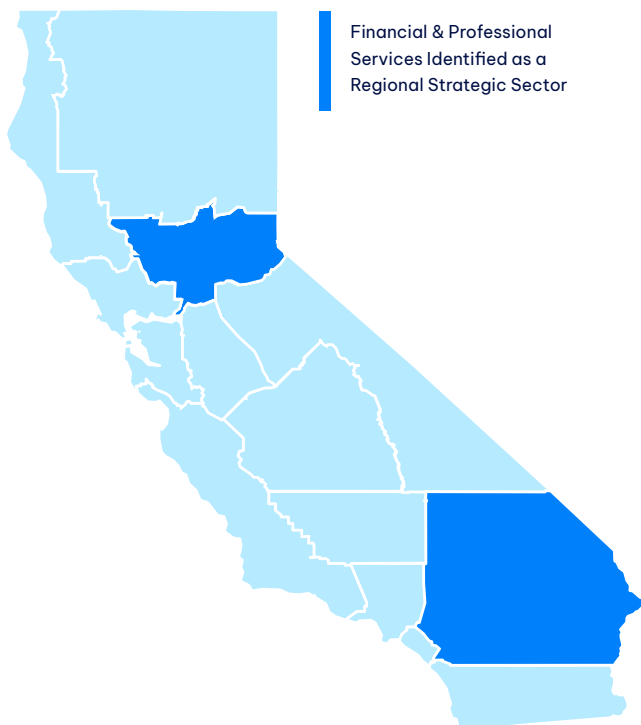 Financial & Professional
Services Identified as a
Regional Strategic Sector